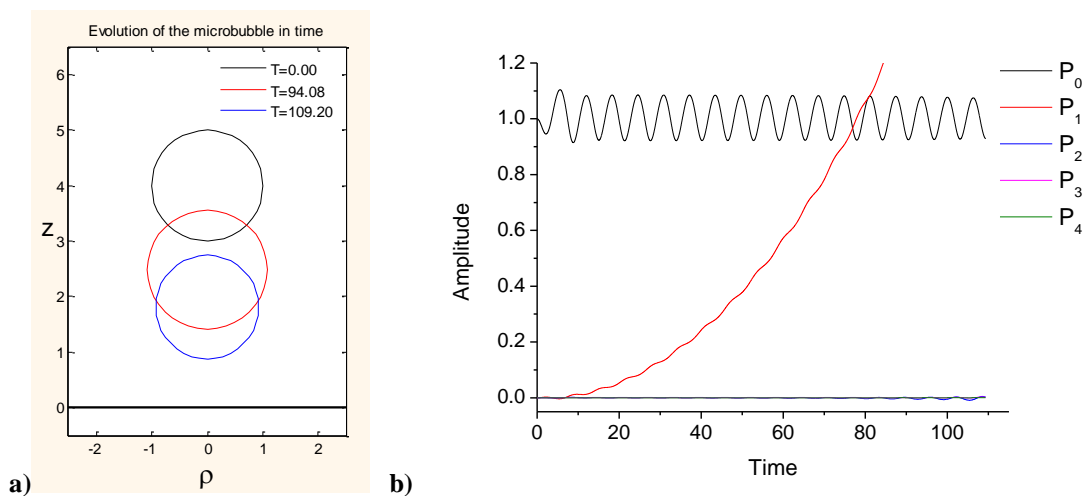 Evolution of the microbubble in time
T=0.00
T=94.08
T=109.20
6
5
4
z
3
2
1
0
-2 -1 0 1 2
ρ
a)
1.2
1.0
0.8
0.6
0.4
0.2
0.0
Amplitude
0 20 40 60 80 100
Time
P₀
P₁
P₂
P₃
P₄
b)